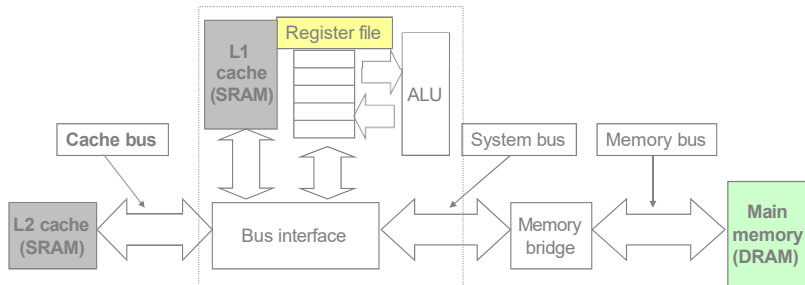 L1
cache
(SRAM)
Register file
ALU
Cache bus
System bus
Memory bus
L2 cache
(SRAM)
Bus interface
Memory
bridge
Main
memory
(DRAM)